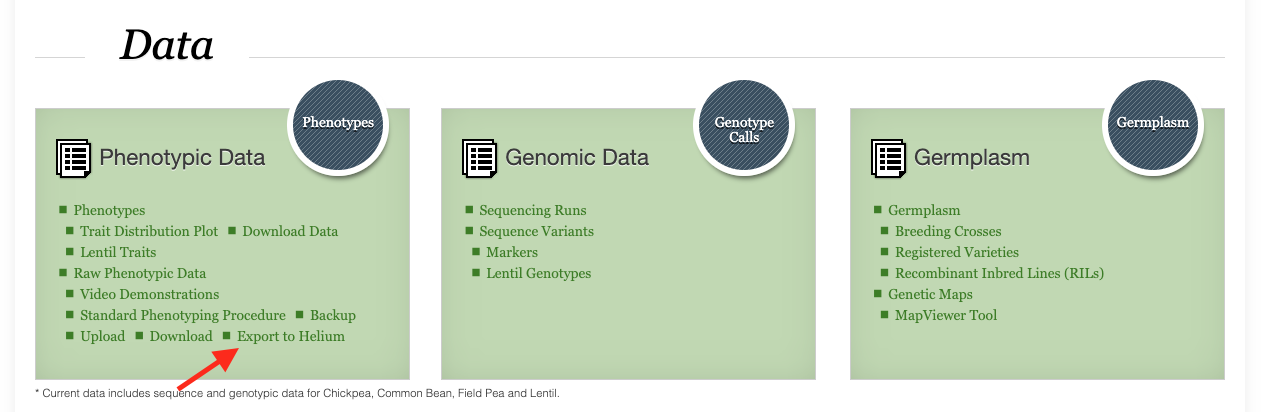 Data
Phenotypes
Phenotypic Data
Phenotypes
Trait Distribution Plot Download Data
Lentil Traits
Raw Phenotypic Data
Video Demonstrations
Standard Phenotyping Procedure Backup
Upload Download Export to Helium
Genotype
Calls
Genomic Data
Sequencing Runs
Sequence Variants
Markers
Lentil Genotypes
Germplasm
Germplasm
Germplasm
Breeding Crosses
Registered Varieties
Recombinant Inbred Lines (RILs)
Genetic Maps
MapViewer Tool
* Current data includes sequence and genotypic data for Chickpea, Common Bean, Field Pea and Lentil.